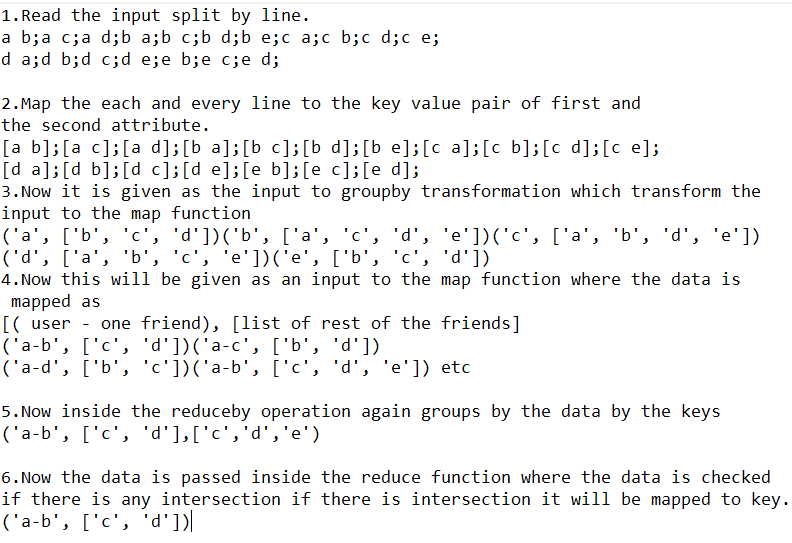 1.Read the input split by line.
a b;a c;a d;b a;b c;b d;b e;c a;c b;c d;c e;
d a;d b;d c;d e;e b;e c;e d;
2.Map the each and every line to the key value pair of first and
the second attribute.
[a b];[a c];[a d];[b a];[b c];[b d];[b e];[c a];[c b];[c d];[c e];
[d a];[d b];[d c];[d e];[e b];[e c];[e d];
3.Now it is given as the input to groupby transformation which transform the
input to the map function
('a', ['b', 'c', 'd'])('b', ['a', 'c', 'd', 'e'])('c', ['a', 'b', 'd', 'e'])
('d', ['a', 'b', 'c', 'e'])('e', ['b', 'c', 'd'])
4.Now this will be given as an input to the map function where the data is
mapped as
[( user - one friend), [list of rest of the friends]
('a-b', ['c', 'd'])('a-c', ['b', 'd'])
('a-d', ['b', 'c'])('a-b', ['c', 'd', 'e']) etc
5.Now inside the reduceby operation again groups by the data by the keys
('a-b', ['c', 'd'],['c','d','e')
6.Now the data is passed inside the reduce function where the data is checked
if there is any intersection if there is intersection it will be mapped to key.
('a-b', ['c', 'd'])